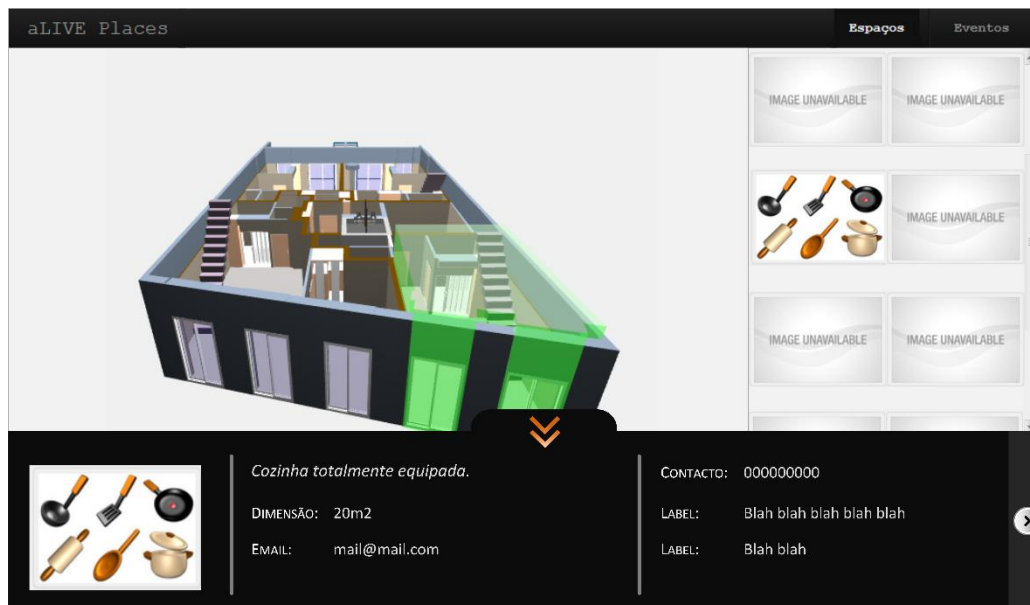 aLIVE Places
Espaços
Eventos
IMAGE UNAVAILABLE
IMAGE UNAVAILABLE
IMAGE UNAVAILABLE
IMAGE UNAVAILABLE
IMAGE UNAVAILABLE
Cozinha totalmente equipada.
DIMENSÃO: 20m2
EMAIL: mail@mail.com
CONTACTO: 000000000
LABEL: Blah blah blah blah blah
LABEL: Blah blah